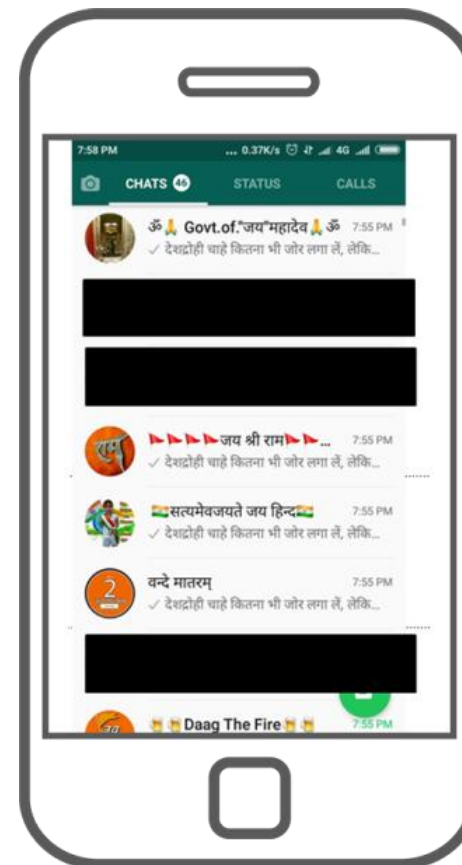 7:58 PM ... 0.37K/s 4G
CHATS 46 STATUS CALLS
ॐ🙏 Govt.of."जय"महादेव🙏ॐ 7:55 PM
✓ देशद्रोही चाहे कितना भी जोर लगा लें, लेकि...
राम
🚩🚩🚩🚩जय श्री राम🚩🚩... 7:55 PM
✓ देशद्रोही चाहे कितना भी जोर लगा लें, लेकि...
🇮🇳सत्यमेवजयते जय हिन्द🇮🇳 7:55 PM
✓ देशद्रोही चाहे कितना भी जोर लगा लें, लेकि...
2
वन्दे मातरम् 7:55 PM
✓ देशद्रोही चाहे कितना भी जोर लगा लें, लेकि...
Daag The Fire 7:55 PM